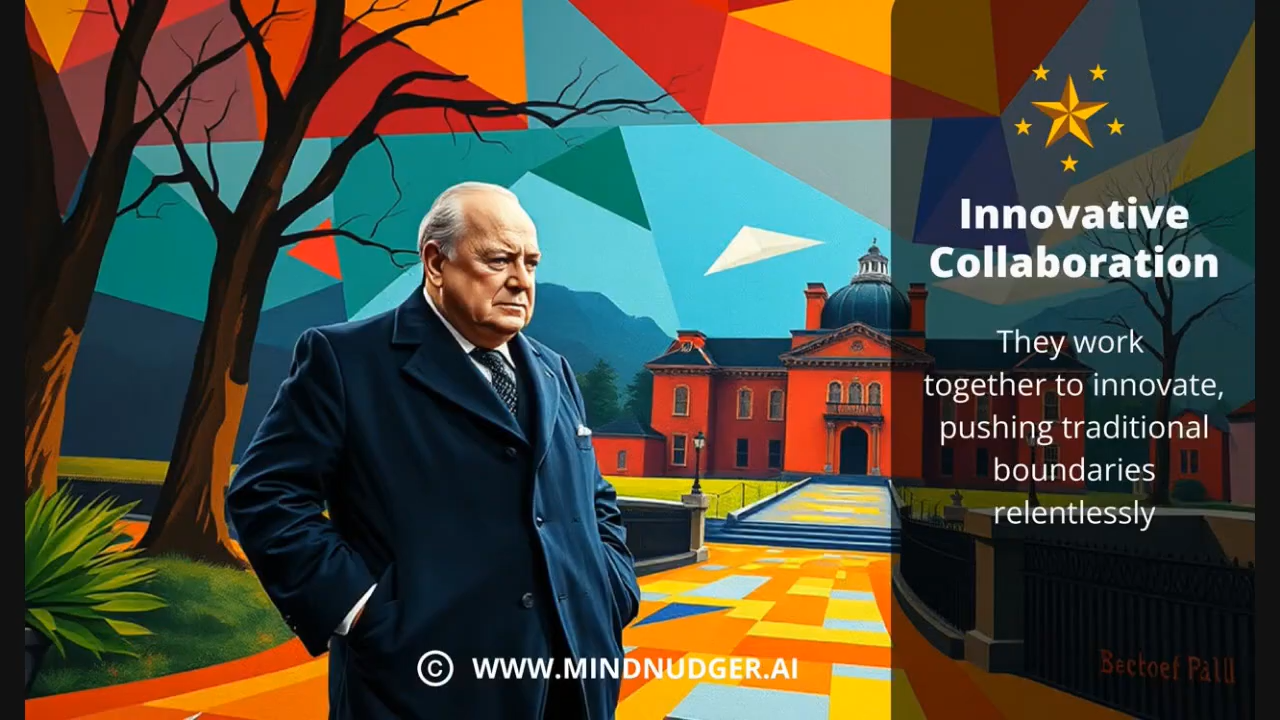 Innovative
Collaboration
They work
together to innovate,
pushing traditional
boundaries
relentlessly
© WWW.MINDNUDGER.AI